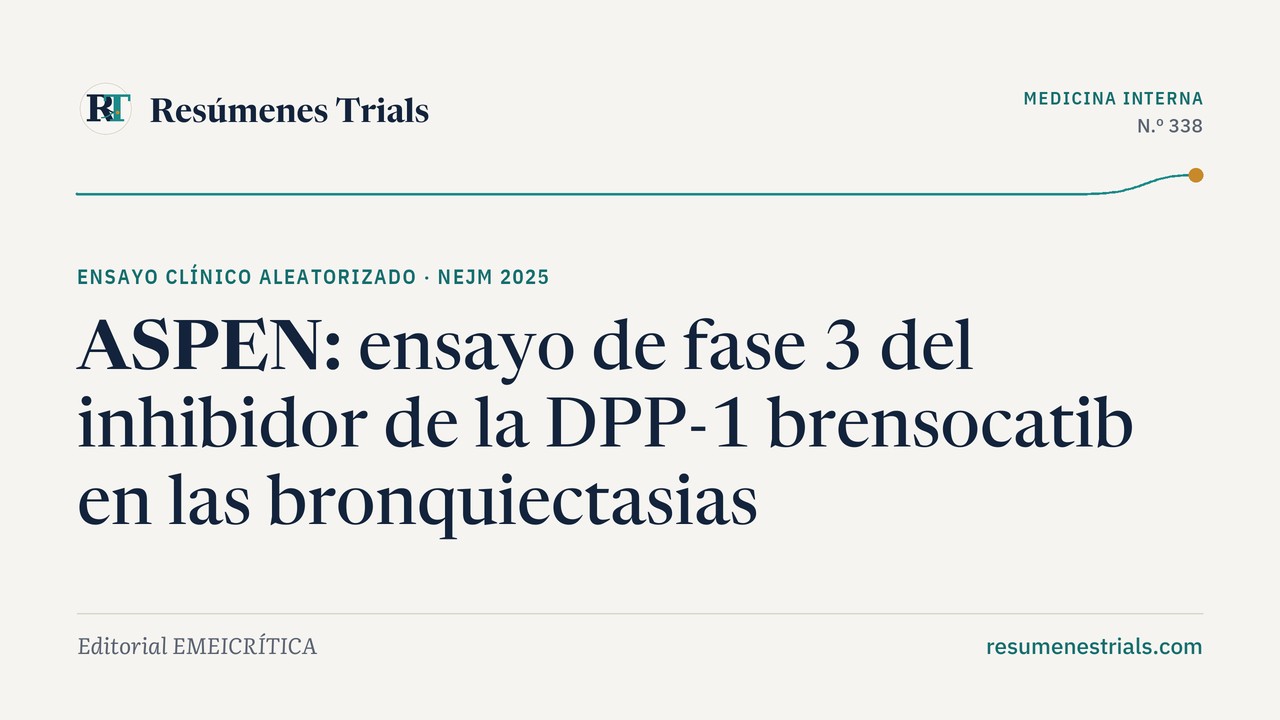 RT Resúmenes Trials
MEDICINA INTERNA
N.º 338
ENSAYO CLÍNICO ALEATORIZADO · NEJM 2025
ASPEN: ensayo de fase 3 del
inhibidor de la DPP-1 brensocatib
en las bronquiectasias
Editorial EMEICRÍTICA
resumenestrials.com